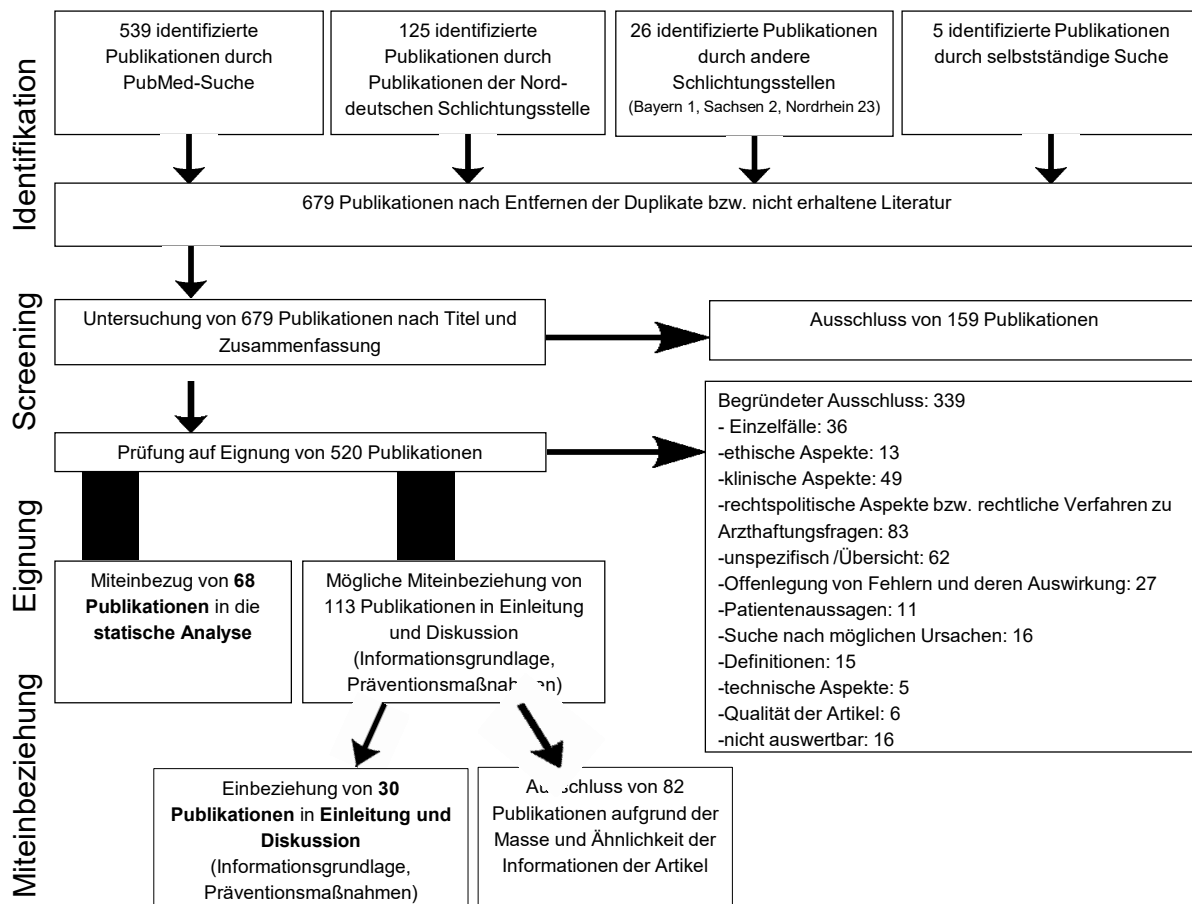 Identifikation
539 identifizierte
Publikationen durch
PubMed-Suche
125 identifizierte
Publikationen durch
Publikationen der Nord-
deutschen Schlichtungsstelle
26 identifizierte Publikationen
durch andere
Schlichtungsstellen
(Bayern 1, Sachsen 2, Nordrhein 23)
5 identifizierte Publikationen
durch selbstständige Suche
679 Publikationen nach Entfernen der Duplikate bzw. nicht erhaltene Literatur
Screening
Untersuchung von 679 Publikationen nach Titel und
Zusammenfassung
Ausschluss von 159 Publikationen
Eignung
Prüfung auf Eignung von 520 Publikationen
Begründeter Ausschluss: 339
- Einzelfälle: 36
-ethische Aspekte: 13
-klinische Aspekte: 49
-rechtspolitische Aspekte bzw. rechtliche Verfahren zu
Arzthaftungsfragen: 83
-unspezifisch /Übersicht: 62
-Offenlegung von Fehlern und deren Auswirkung: 27
-Patientenaussagen: 11
-Suche nach möglichen Ursachen: 16
-Definitionen: 15
-technische Aspekte: 5
-Qualität der Artikel: 6
-nicht auswertbar: 16
Miteinbezug von 68
Publikationen in die
statische Analyse
Mögliche Miteinbeziehung von
113 Publikationen in Einleitung
und Diskussion
(Informationsgrundlage,
Präventionsmaßnahmen)
Miteinbeziehung
Einbeziehung von 30
Publikationen in Einleitung und
Diskussion
(Informationsgrundlage,
Präventionsmaßnahmen)
Ausschluss von 82
Publikationen aufgrund der
Masse und Ähnlichkeit der
Informationen der Artikel